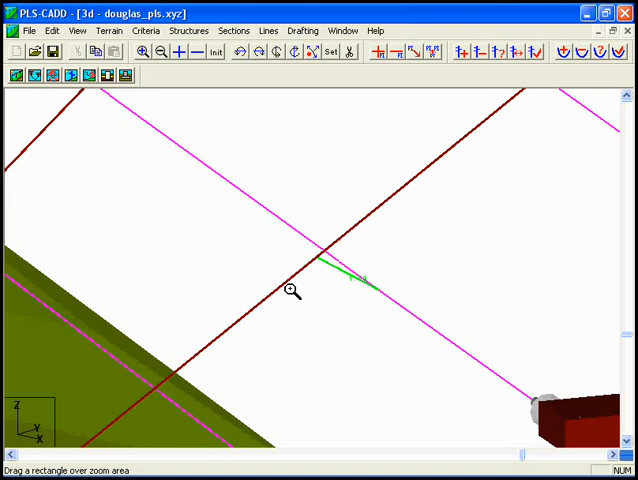 PLS-CADD - [3d - douglas_pls.xyz]
File Edit View Terrain Criteria Structures Sections Lines Drafting Window Help
Init Set
Z
Y
X
Drag a rectangle over zoom area NUM